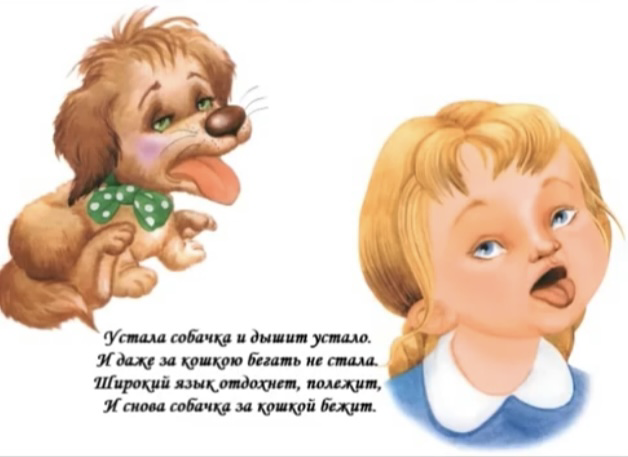 Устала собачка и дышит устало.
И даже за кошкою бегать не стала.
Широкий язык отдохнет, полежит,
И снова собачка за кошкой бежит.